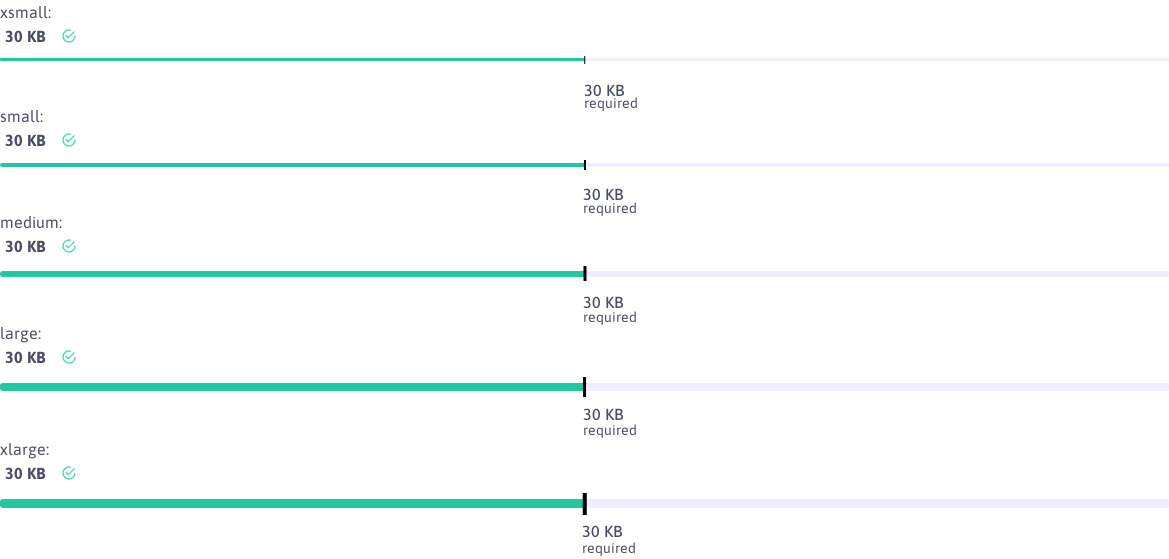 xsmall:
30 KB
30 KB
required
small:
30 KB
30 KB
required
medium:
30 KB
30 KB
required
large:
30 KB
30 KB
required
xlarge:
30 KB
30 KB
required